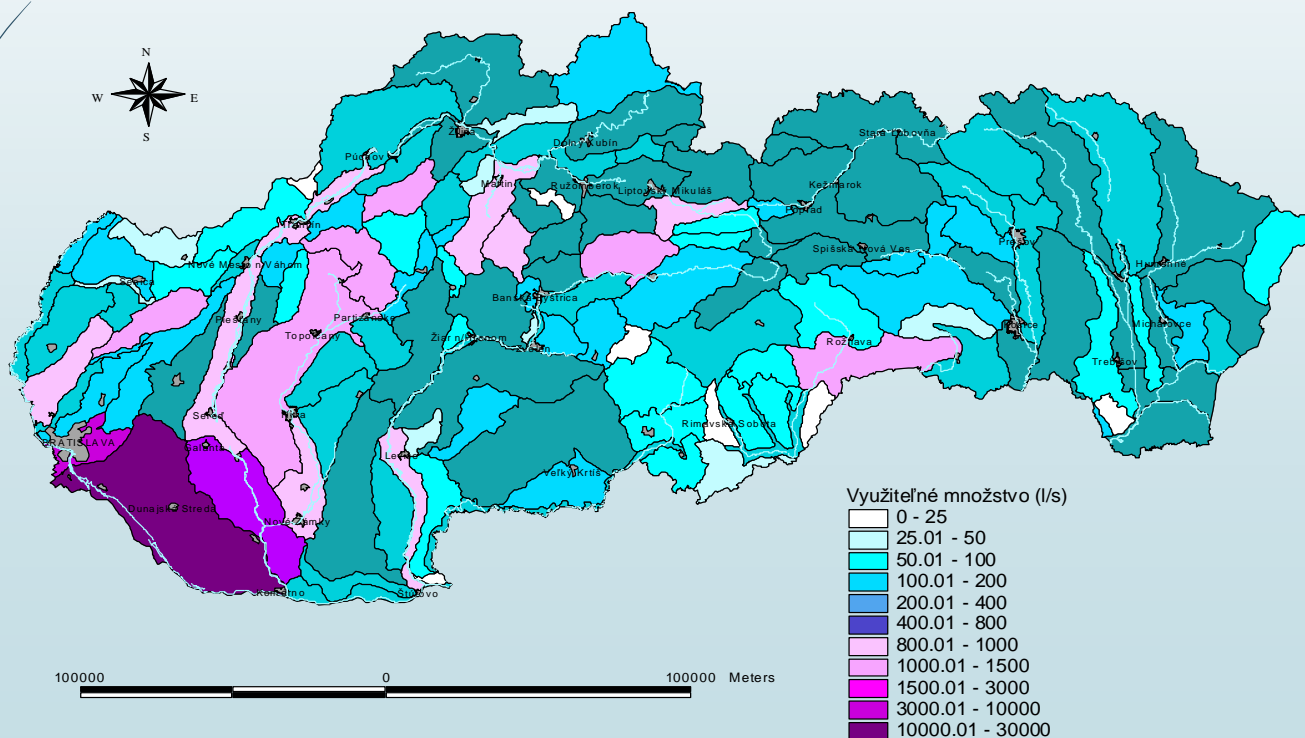 N
W E
S
Žilina
Stará Ľubovňa
Púchov
Dolný Kubín
Martin
Ružomberok
Liptovský Mikuláš
Kežmarok
Poprad
Trenčín
Prešov
Spišská Nová Ves
Nové Mesto n Váhom
Humenné
Senica
Banská Bystrica
Piešťany
Partizánske
Topoľčany
Žiar n Hronom
Zvolen
Košice
Michalovce
Rožňava
Trebišov
Sereď
Nitra
Rimavská Sobota
BRATISLAVA
Galanta
Levice
Veľký Krtíš
Dunajská Streda
Nové Zámky
Komárno
Štúrovo
Využiteľné množstvo (l/s)
0 - 25
25.01 - 50
50.01 - 100
100.01 - 200
200.01 - 400
400.01 - 800
800.01 - 1000
1000.01 - 1500
1500.01 - 3000
3000.01 - 10000
10000.01 - 30000
100000 0 100000 Meters